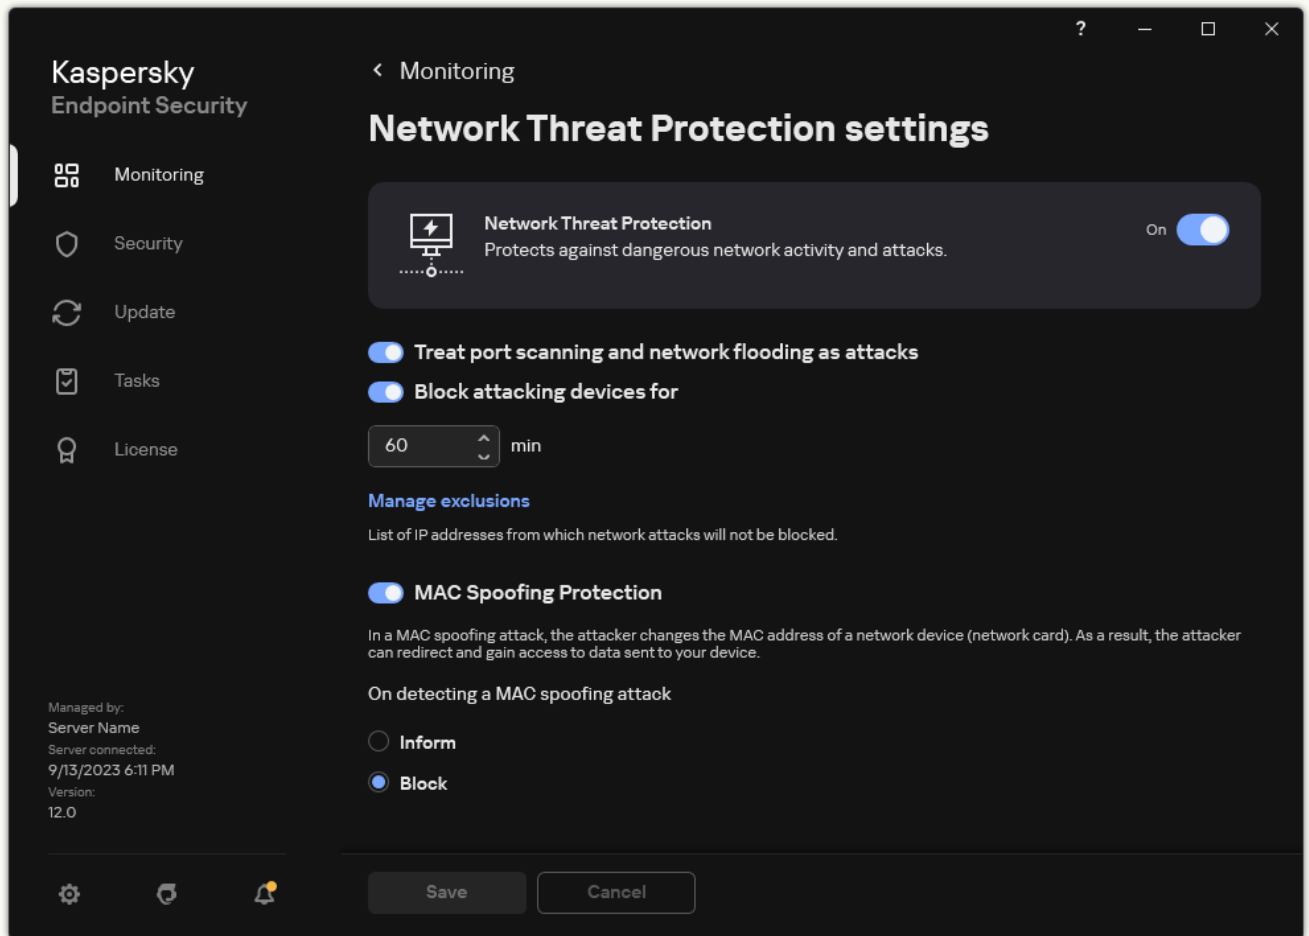 ?
Kaspersky
Endpoint Security
Monitoring
Security
Update
Tasks
License
Managed by:
Server Name
Server connected:
9/13/2023 6:11 PM
Version:
12.0
Monitoring
Network Threat Protection settings
Network Threat Protection
Protects against dangerous network activity and attacks.
On
Treat port scanning and network flooding as attacks
Block attacking devices for
60 min
Manage exclusions
List of IP addresses from which network attacks will not be blocked.
MAC Spoofing Protection
In a MAC spoofing attack, the attacker changes the MAC address of a network device (network card). As a result, the attacker
can redirect and gain access to data sent to your device.
On detecting a MAC spoofing attack
Inform
Block
Save Cancel